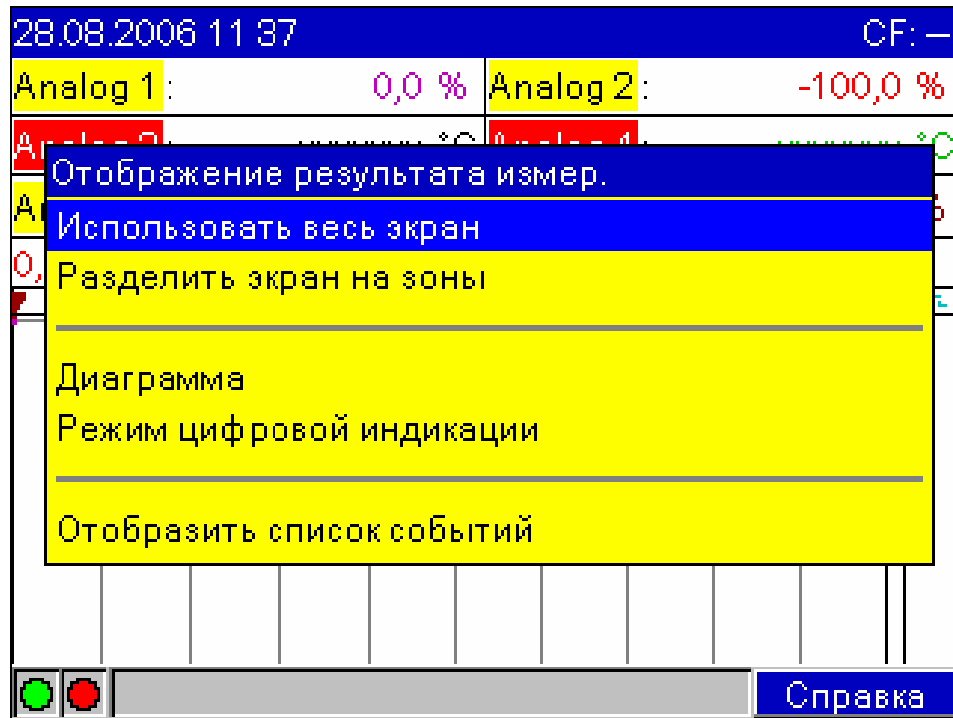 28.08.2006 11 37 CF: –
Analog 1 : 0,0 % Analog 2 : -100,0 %
°C °C
Отображение результата измер.
Использовать весь экран
0,
Разделить экран на зоны
Диаграмма
Режим цифровой индикации
Отобразить список событий
Справка